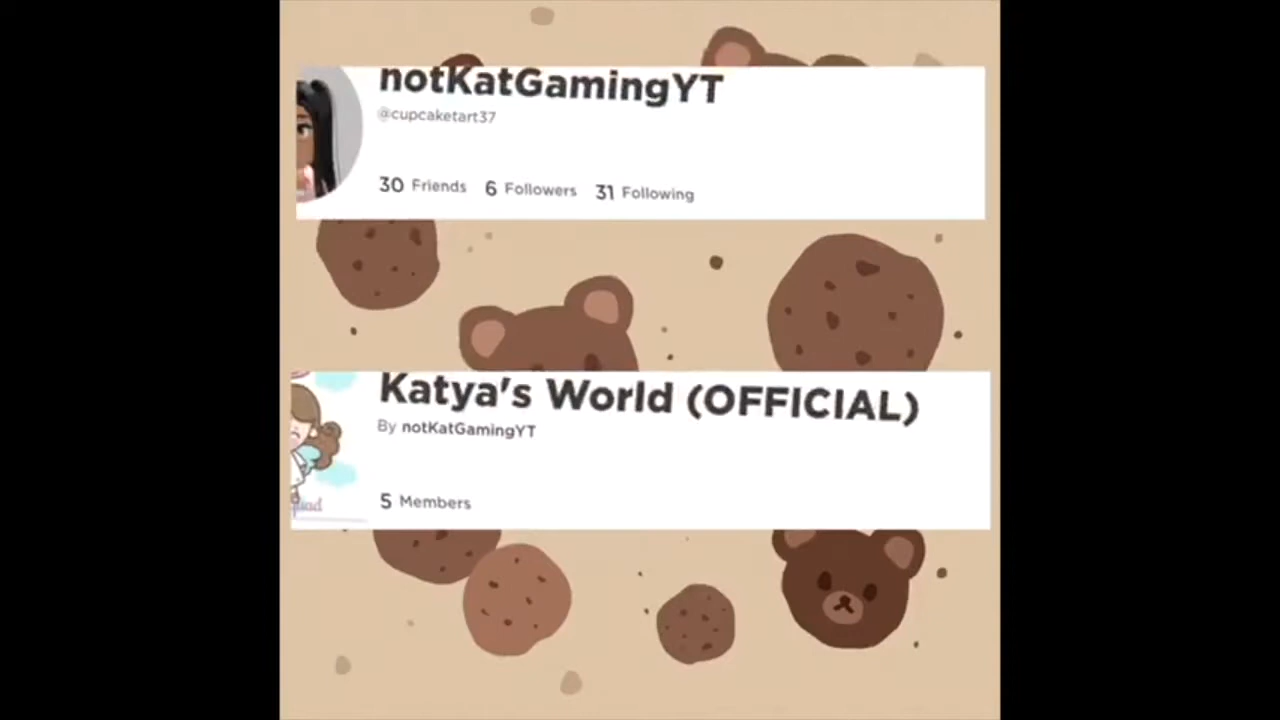 notKatGamingYT
@cupcaketart37
30 Friends 6 Followers 31 Following
Katya's World (OFFICIAL)
By notKatGamingYT
5 Members